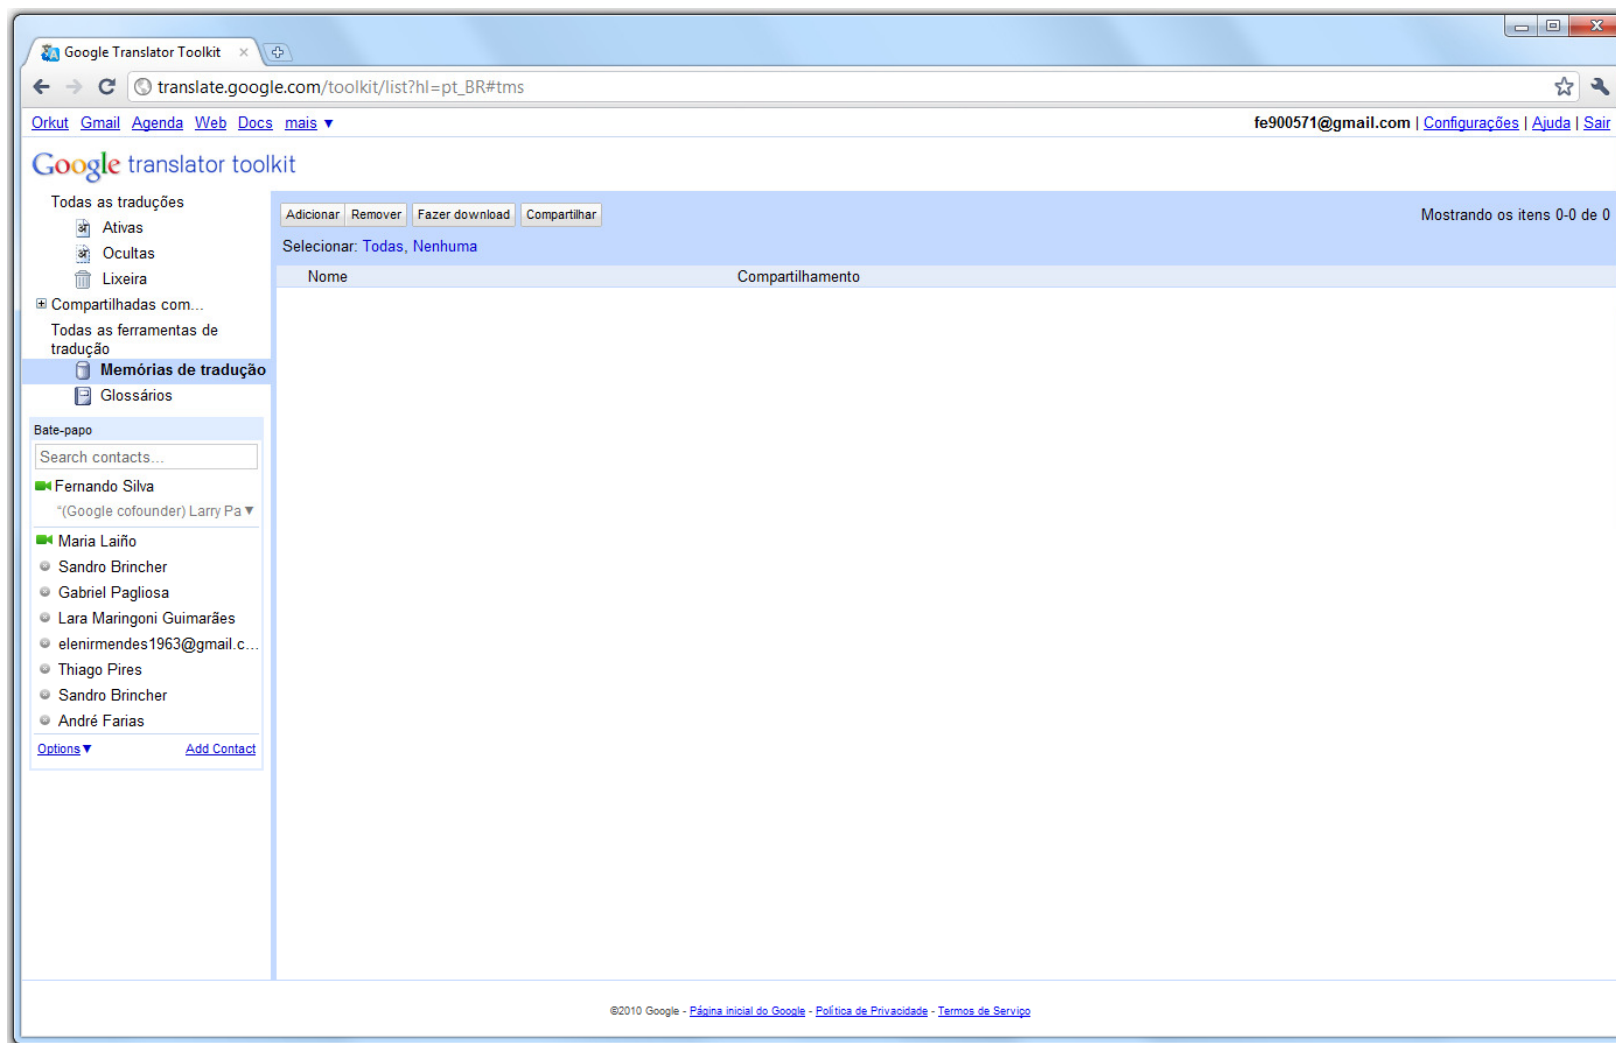 Google Translator Toolkit
translate.google.com/toolkit/list?hl=pt_BR#tms
Orkut Gmail Agenda Web Docs mais ▼
fe900571@gmail.com | Configurações | Ajuda | Sair
Google translator toolkit
Todas as traduções
Ativas
Ocultas
Lixeira
Compartilhadas com...
Todas as ferramentas de
tradução
Memórias de tradução
Glossários
Bate-papo
Search contacts...
Fernando Silva
"(Google cofounder) Larry Pa ▼
Maria Laiño
Sandro Brincher
Gabriel Pagliosa
Lara Maringoni Guimarães
elenirmendes1963@gmail.c...
Thiago Pires
Sandro Brincher
André Farias
Options ▼ Add Contact
Adicionar Remover Fazer download Compartilhar
Mostrando os itens 0-0 de 0
Selecionar: Todas, Nenhuma
Nome Compartilhamento
©2010 Google - Página inicial do Google - Política de Privacidade - Termos de Serviço